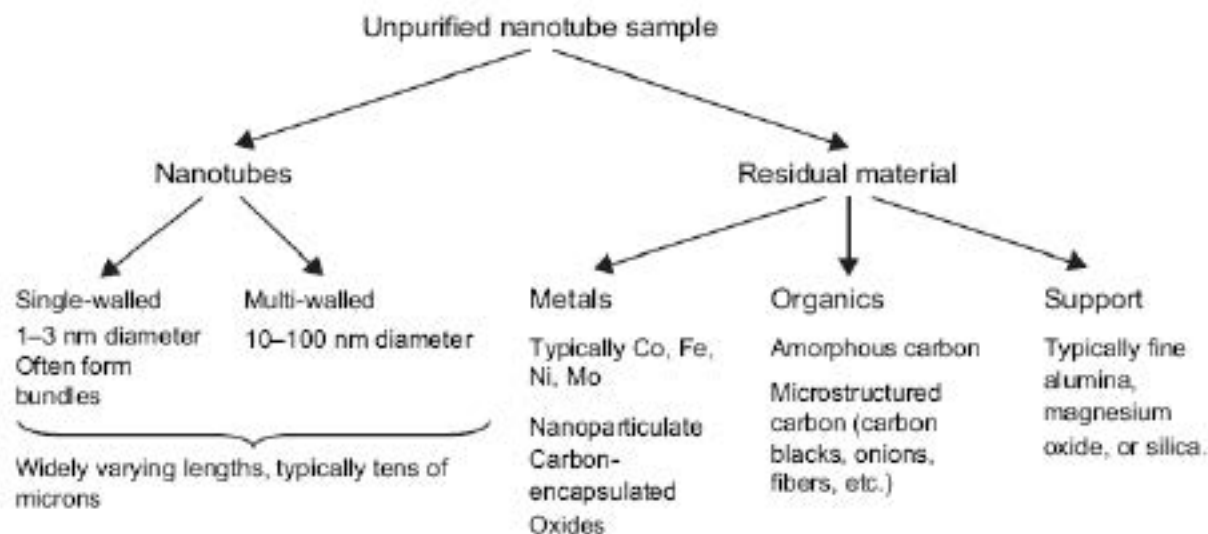 Unpurified nanotube sample
Nanotubes
Residual material
Single-walled
1–3 nm diameter
Often form
bundles
Multi-walled
10–100 nm diameter
Widely varying lengths, typically tens of
microns
Metals
Typically Co, Fe,
Ni, Mo
Nanoparticulate
Carbon-
encapsulated
Oxides
Organics
Amorphous carbon
Microstructured
carbon (carbon
blacks, onions,
fibers, etc.)
Support
Typically fine
alumina,
magnesium
oxide, or silica.